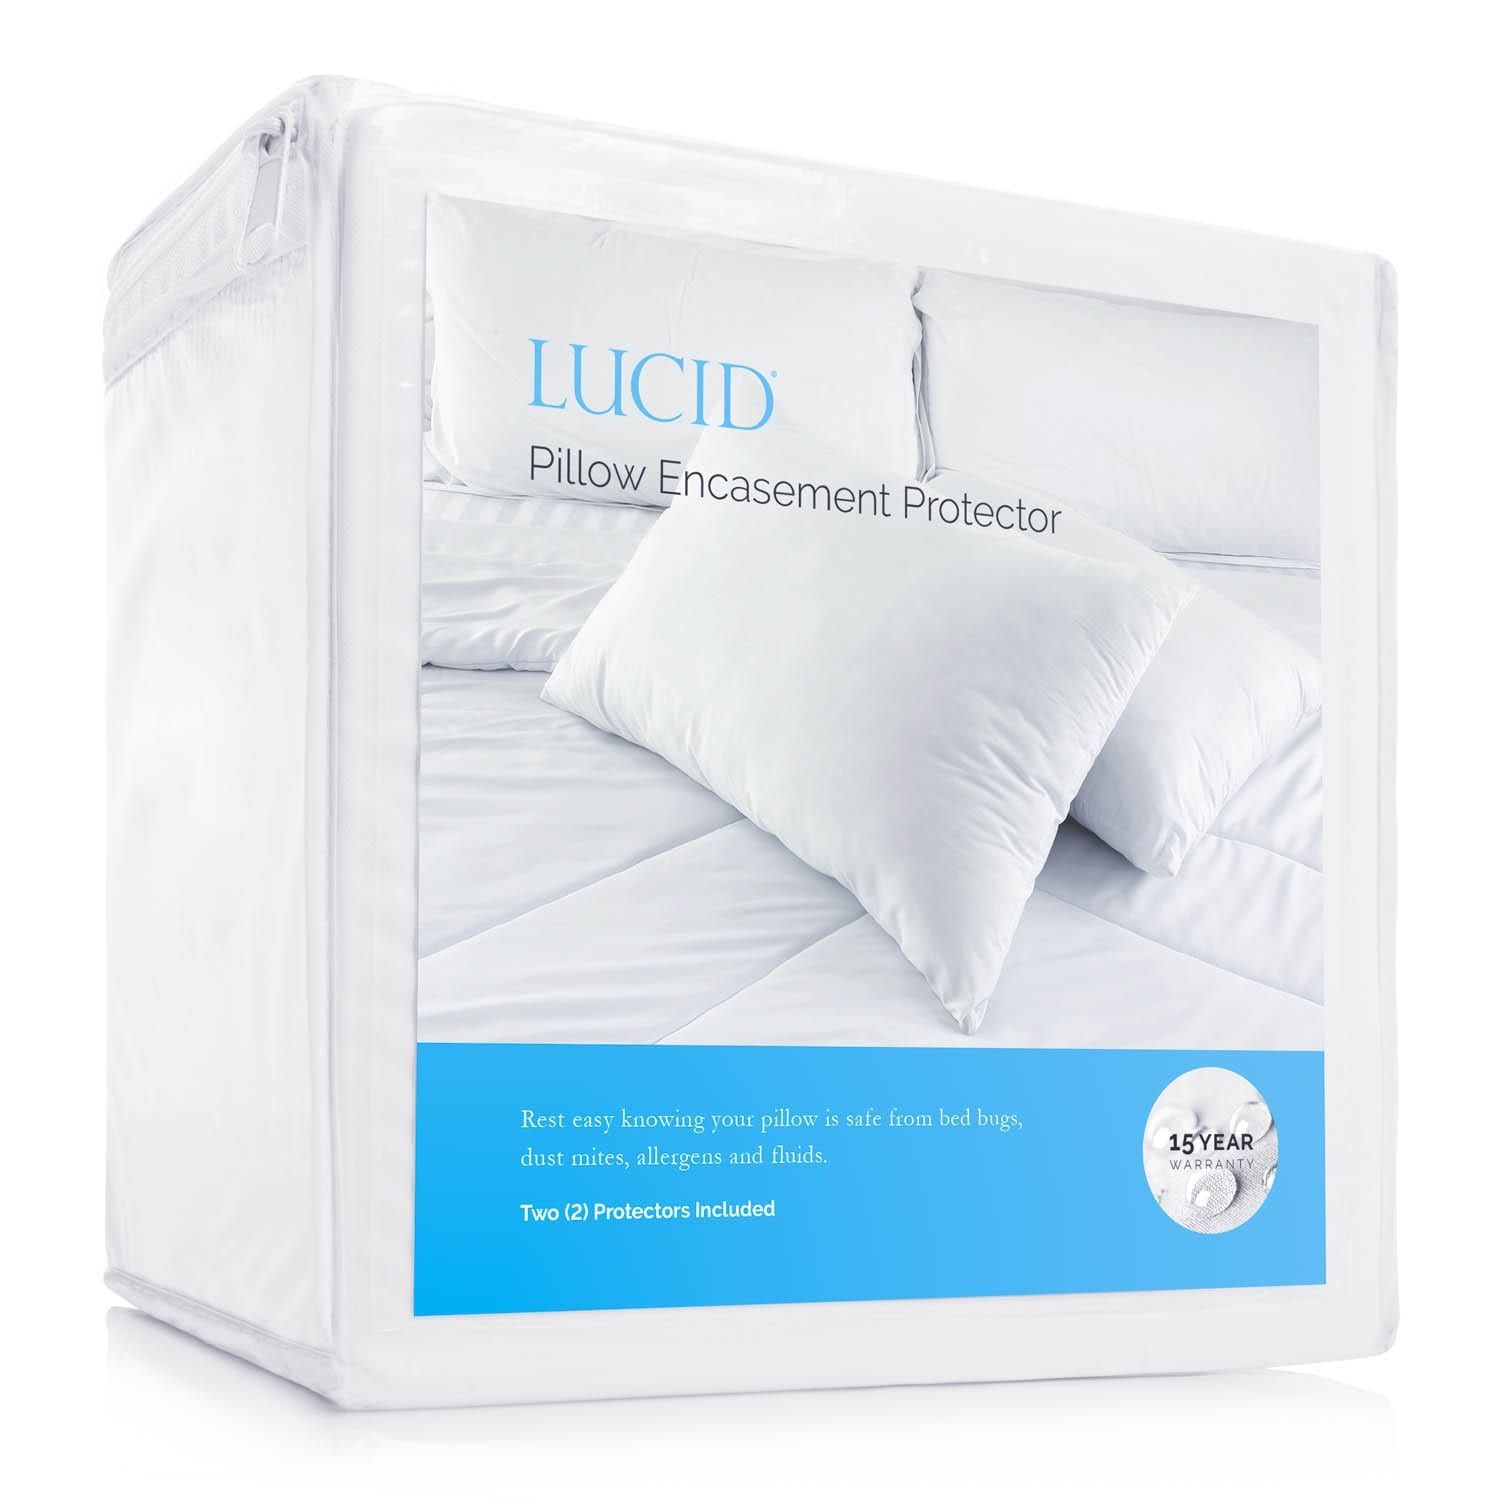 LUCID®
Pillow Encasement Protector
Rest easy knowing your pillow is safe from bed bugs,
dust mites, allergens and fluids.
Two (2) Protectors Included
15 YEAR
WARRANTY